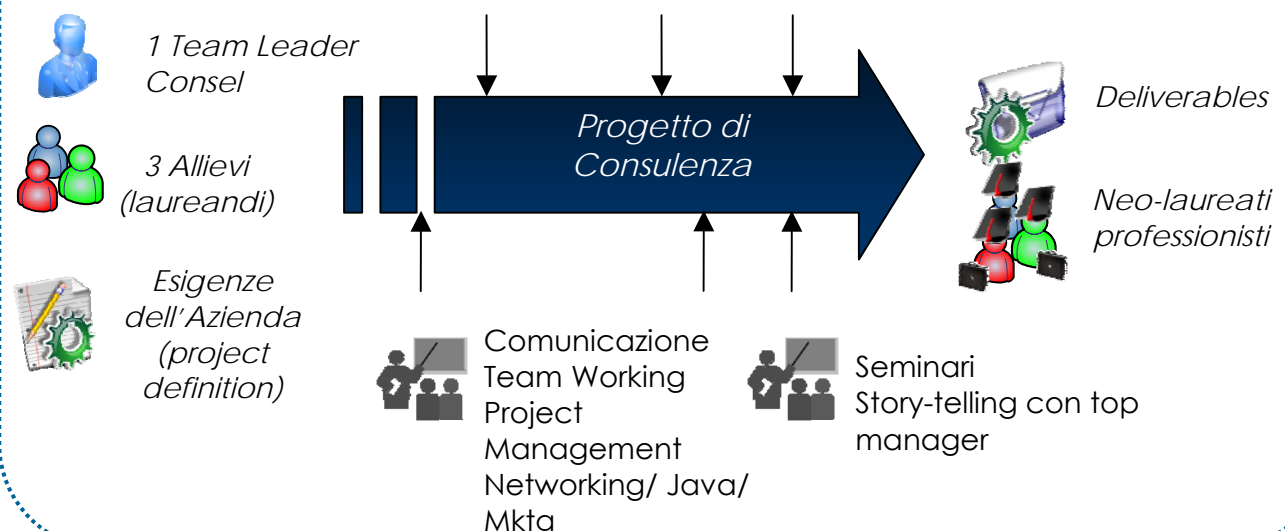 1 Team Leader
Consel
3 Allievi
(laureandi)
Esigenze
dell'Azienda
(project
definition)
Progetto di
Consulenza
Deliverables
Neo-laureati
professionisti
Comunicazione
Team Working
Project
Management
Networking/ Java/
Mktg
Seminari
Story-telling con top
manager